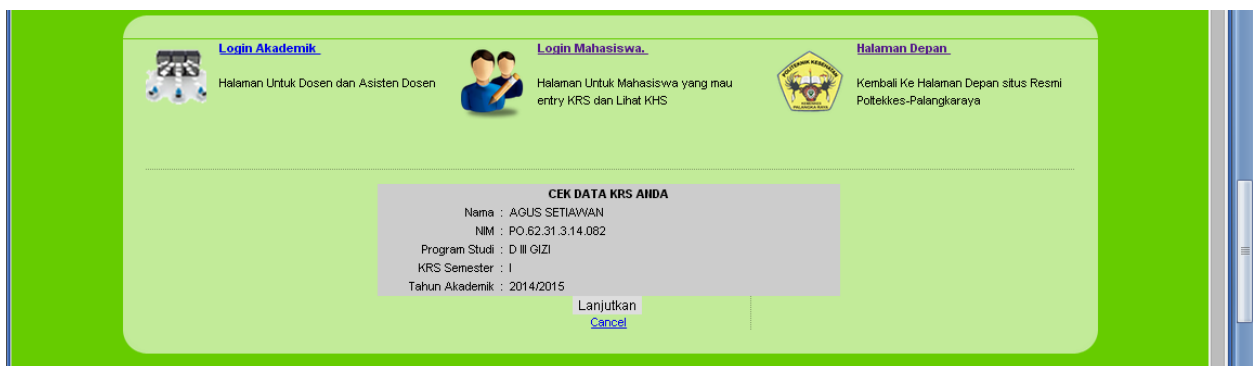 Login Akademik
Halaman Untuk Dosen dan Asisten Dosen
Login Mahasiswa.
Halaman Untuk Mahasiswa yang mau
entry KRS dan Lihat KHS
Halaman Depan
Kembali Ke Halaman Depan situs Resmi
Poltekkes-Palangkaraya
CEK DATA KRS ANDA
Nama : AGUS SETIAWAN
NIM : PO.62.31.3.14.082
Program Studi : D III GIZI
KRS Semester : I
Tahun Akademik : 2014/2015
Lanjutkan
Cancel